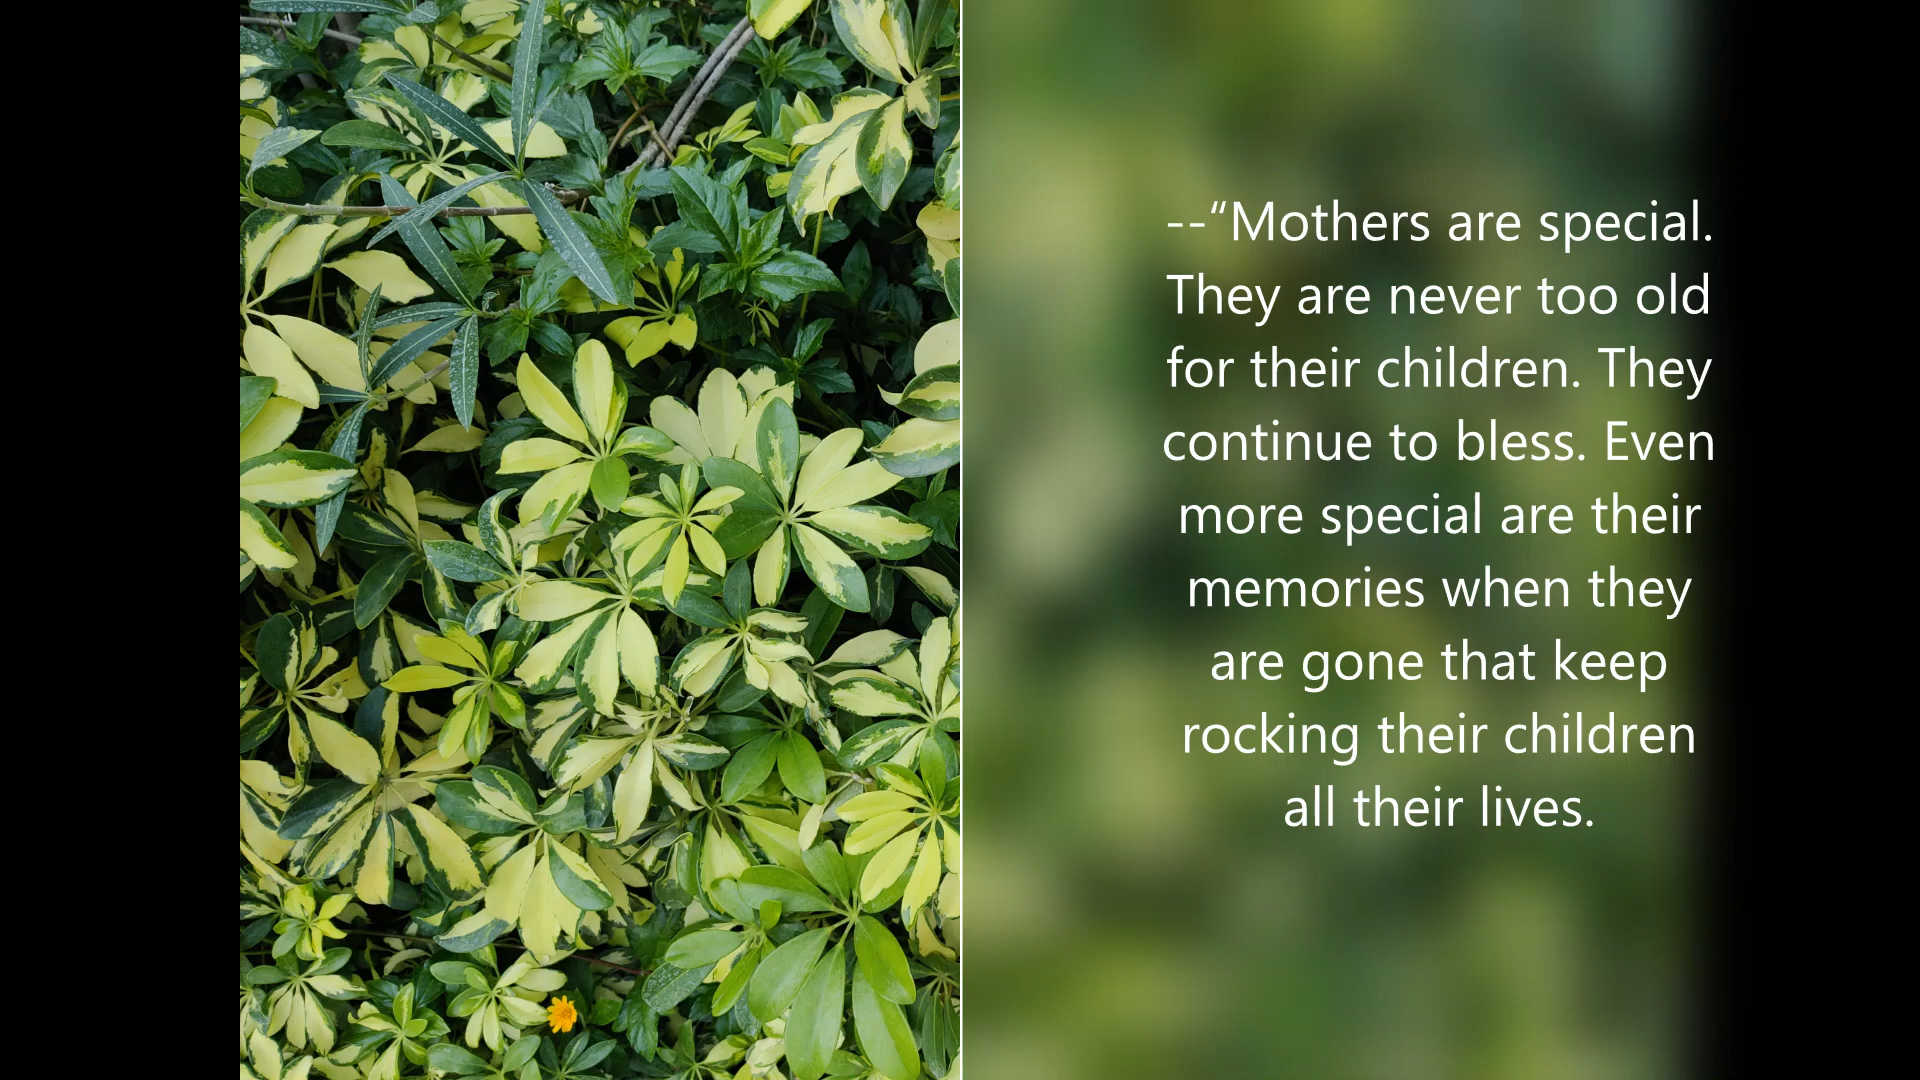 --“Mothers are special.
They are never too old
for their children. They
continue to bless. Even
more special are their
memories when they
are gone that keep
rocking their children
all their lives.